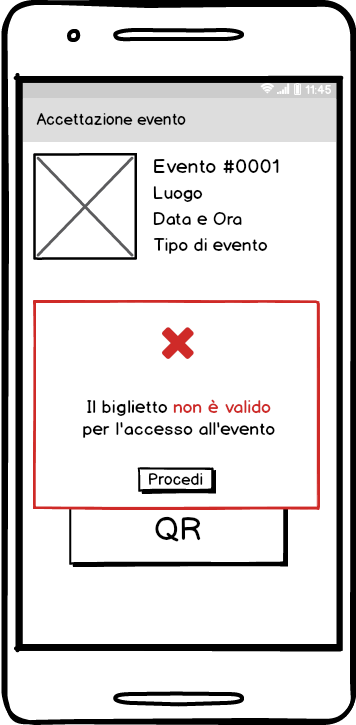 11:45
Accettazione evento
Evento #0001
Luogo
Data e Ora
Tipo di evento
Il biglietto non è valido
per l'accesso all'evento
Procedi
QR